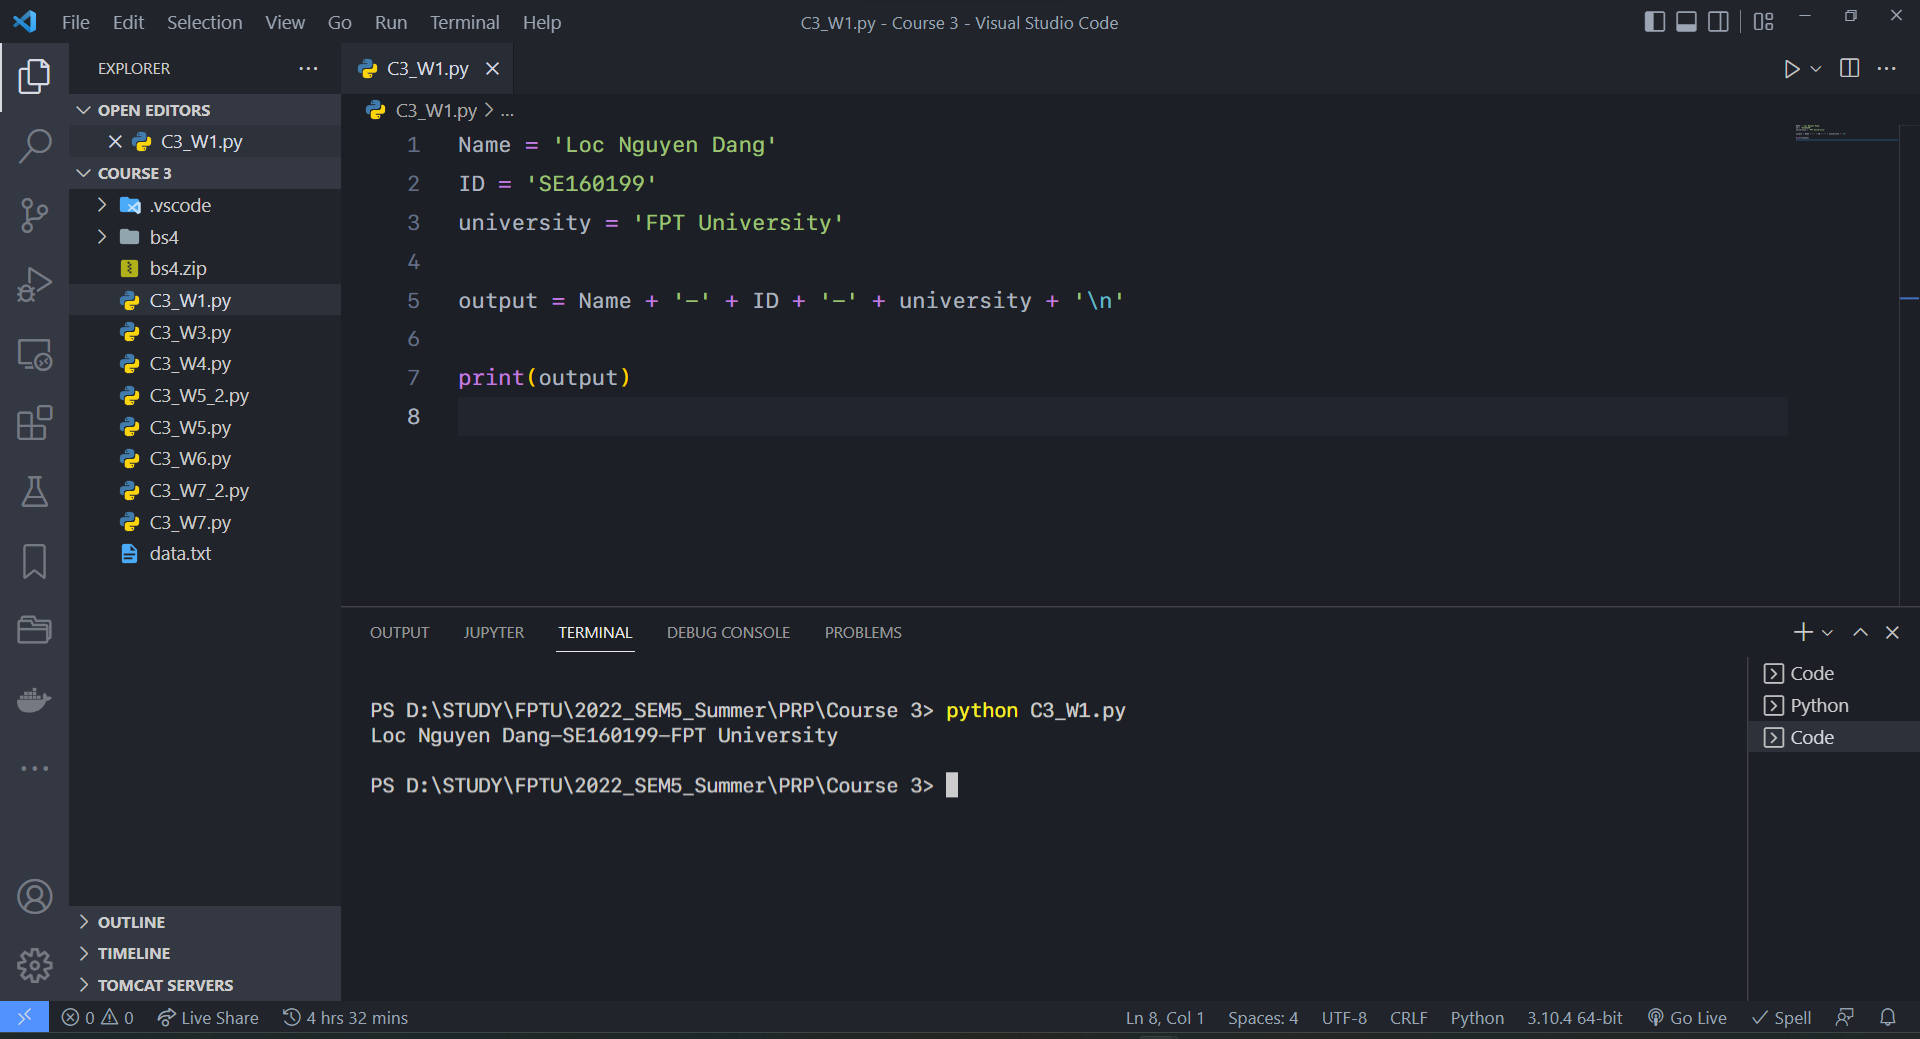 File Edit Selection View Go Run Terminal Help
C3_W1.py - Course 3 - Visual Studio Code
EXPLORER
OPEN EDITORS
C3_W1.py
COURSE 3
.vscode
bs4
bs4.zip
C3_W1.py
C3_W3.py
C3_W4.py
C3_W5_2.py
C3_W5.py
C3_W6.py
C3_W7_2.py
C3_W7.py
data.txt
OUTLINE
TIMELINE
TOMCAT SERVERS
C3_W1.py
C3_W1.py > ...
1 Name = 'Loc Nguyen Dang'
2 ID = 'SE160199'
3 university = 'FPT University'
4
5 output = Name + '-' + ID + '-' + university + '\n'
6
7 print(output)
8
OUTPUT JUPYTER TERMINAL DEBUG CONSOLE PROBLEMS
PS D:\STUDY\FPTU\2022_SEM5_Summer\PRP\Course 3> python C3_W1.py
Loc Nguyen Dang-SE160199-FPT University
PS D:\STUDY\FPTU\2022_SEM5_Summer\PRP\Course 3>
Code
Python
Code
0 0 Live Share 4 hrs 32 mins
Ln 8, Col 1 Spaces: 4 UTF-8 CRLF Python 3.10.4 64-bit Go Live Spell